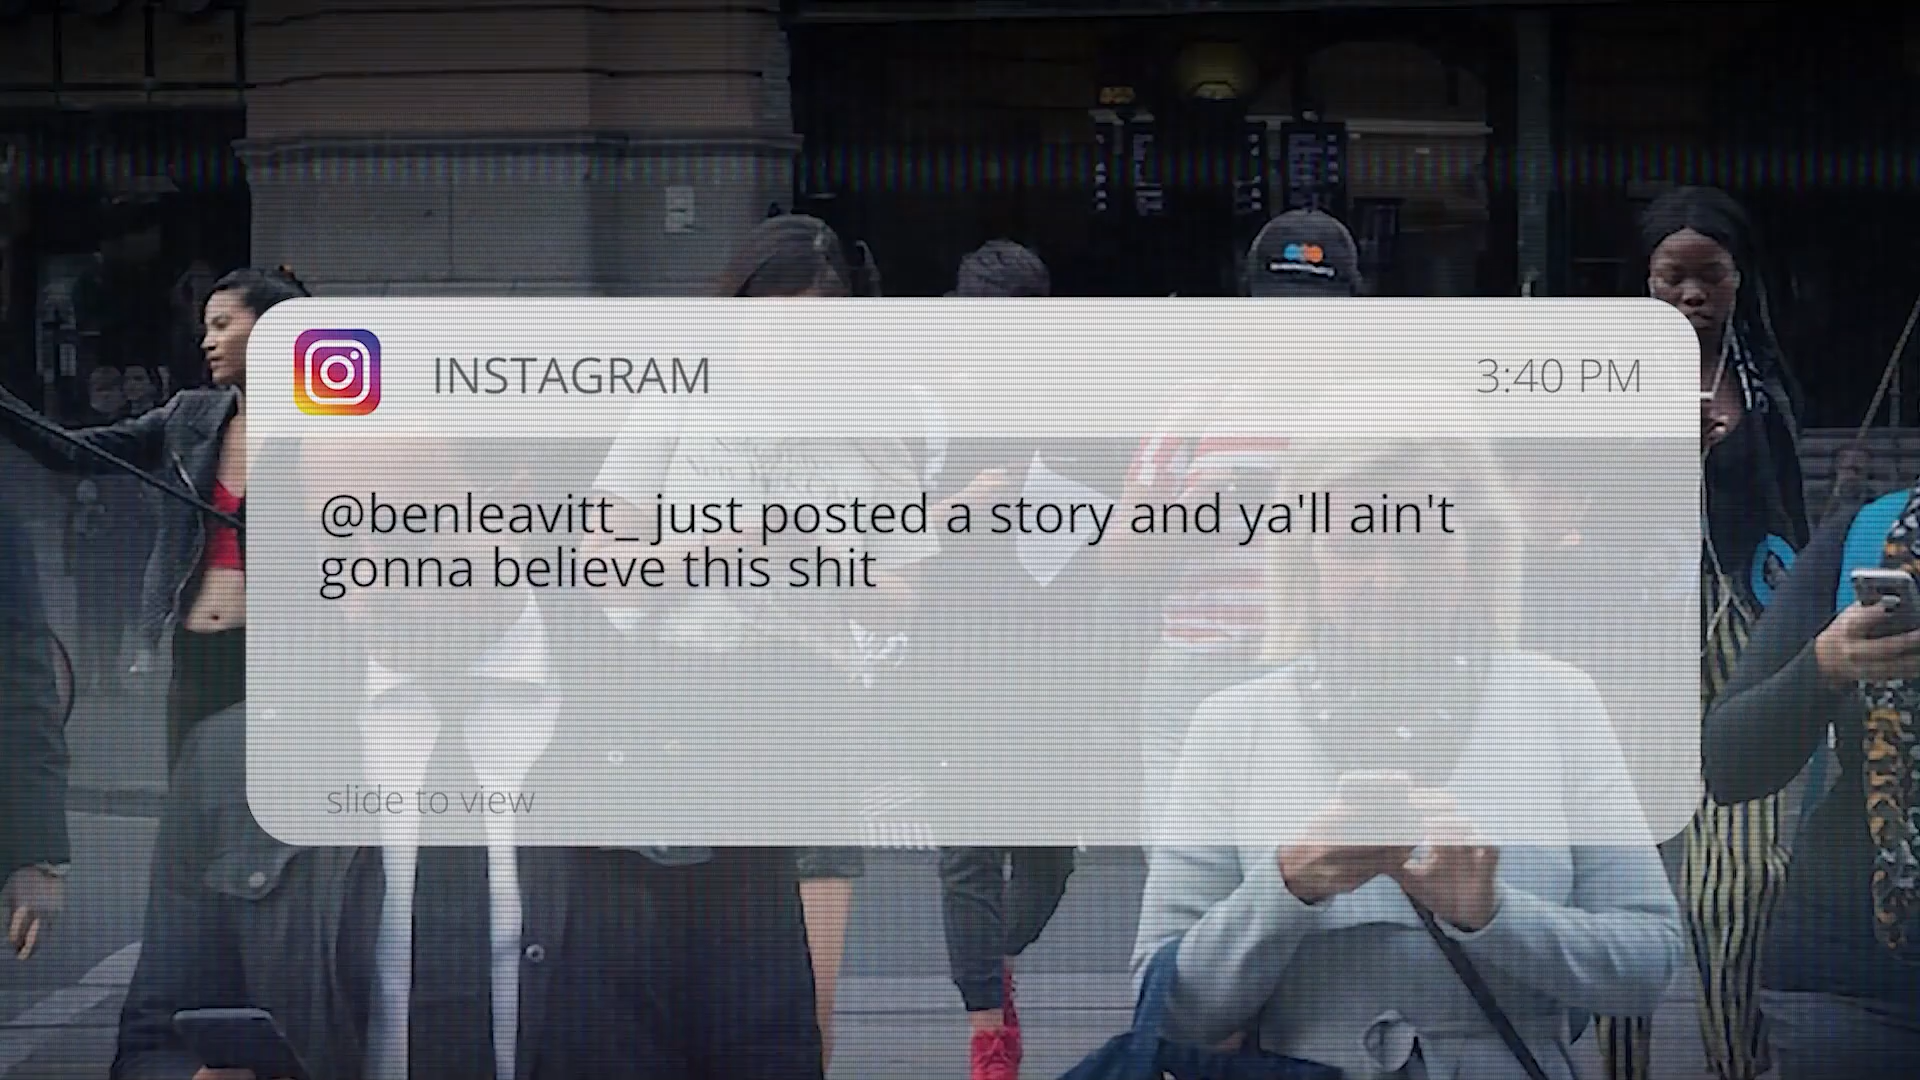 INSTAGRAM
3:40 PM
@benleavitt_ just posted a story and ya'll ain't
gonna believe this shit
slide to view